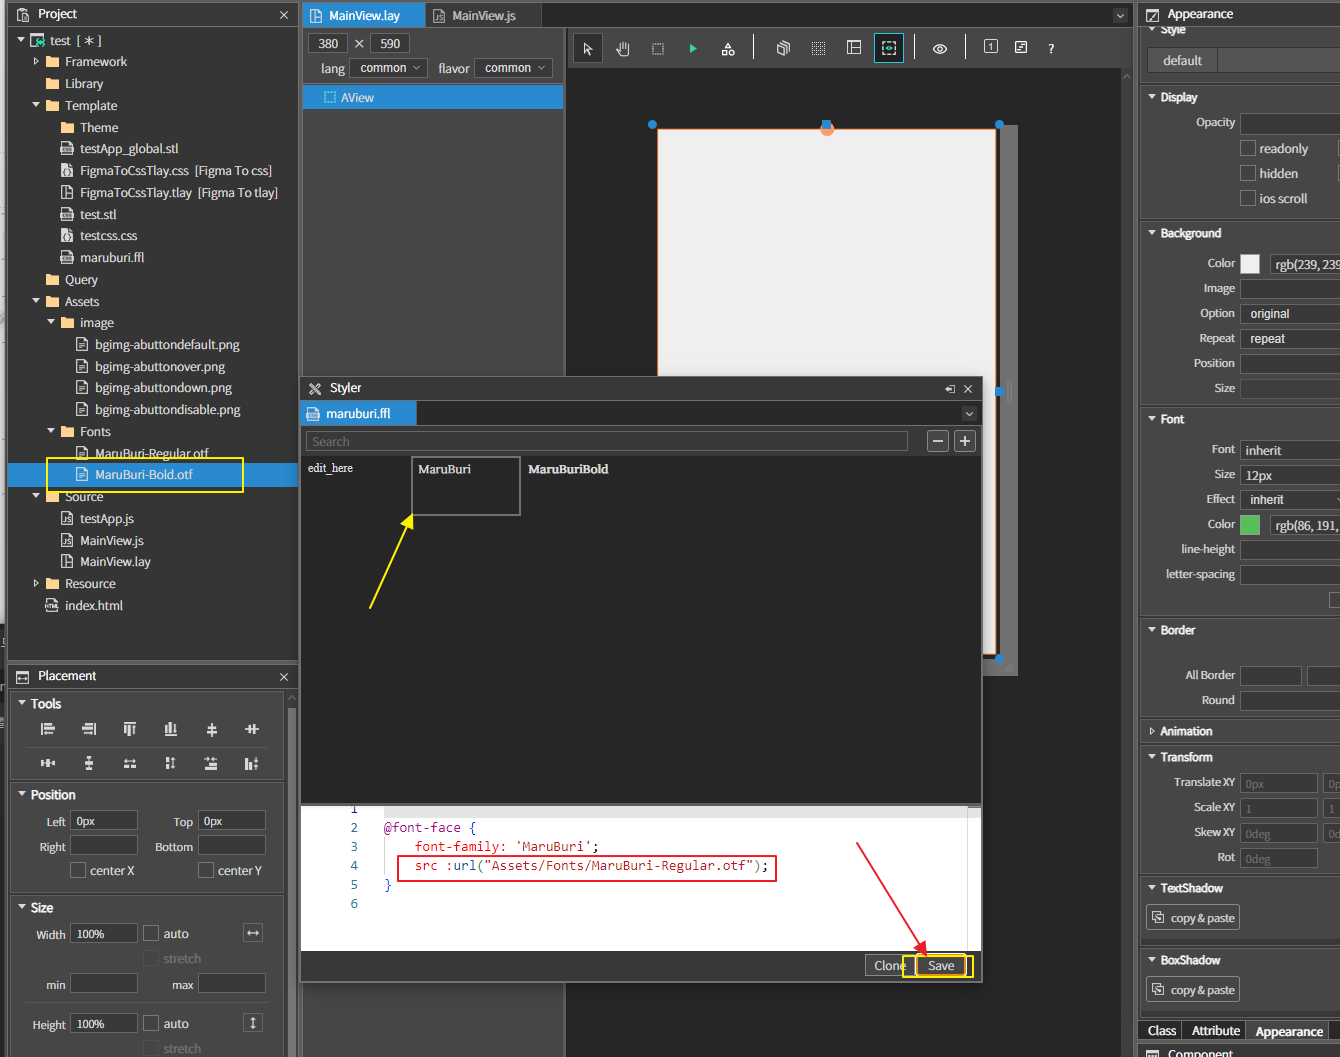 Project
test [ * ]
Framework
Library
Template
Theme
testApp_global.stl
FigmaToCssTlay.css [Figma To css]
FigmaToCssTlay.tlay [Figma To tlay]
test.stl
testcss.css
maruburi.ffl
Query
Assets
image
bgimg-abuttondefault.png
bgimg-abuttonover.png
bgimg-abuttondown.png
bgimg-abuttondisable.png
Fonts
MaruBuri-Regular.otf
MaruBuri-Bold.otf
Source
testApp.js
MainView.js
MainView.lay
Resource
index.html
Placement
Tools
Position
Left 0px Top 0px
Right Bottom
center X center Y
Size
Width 100% auto
stretch
min max
Height 100% auto
stretch
MainView.lay MainView.js
380 × 590
lang common flavor common
AView
1 ?
Styler
maruburi.ffl
Search
edit_here MaruBuri MaruBuriBold
1
2 @font-face {
3 font-family: 'MaruBuri';
4 src :url("Assets/Fonts/MaruBuri-Regular.otf");
5 }
6
Clone Save
Appearance
Style
default
Display
Opacity
readonly
hidden
ios scroll
Background
Color rgb(239, 239
Image
Option original
Repeat repeat
Position
Size
Font
Font inherit
Size 12px
Effect inherit
Color rgb(86, 191,
line-height
letter-spacing
Border
All Border
Round
Animation
Transform
Translate XY 0px 0p
Scale XY 1 1
Skew XY 0deg 0d
Rot 0deg
TextShadow
copy & paste
BoxShadow
copy & paste
Class Attribute Appearance
Component